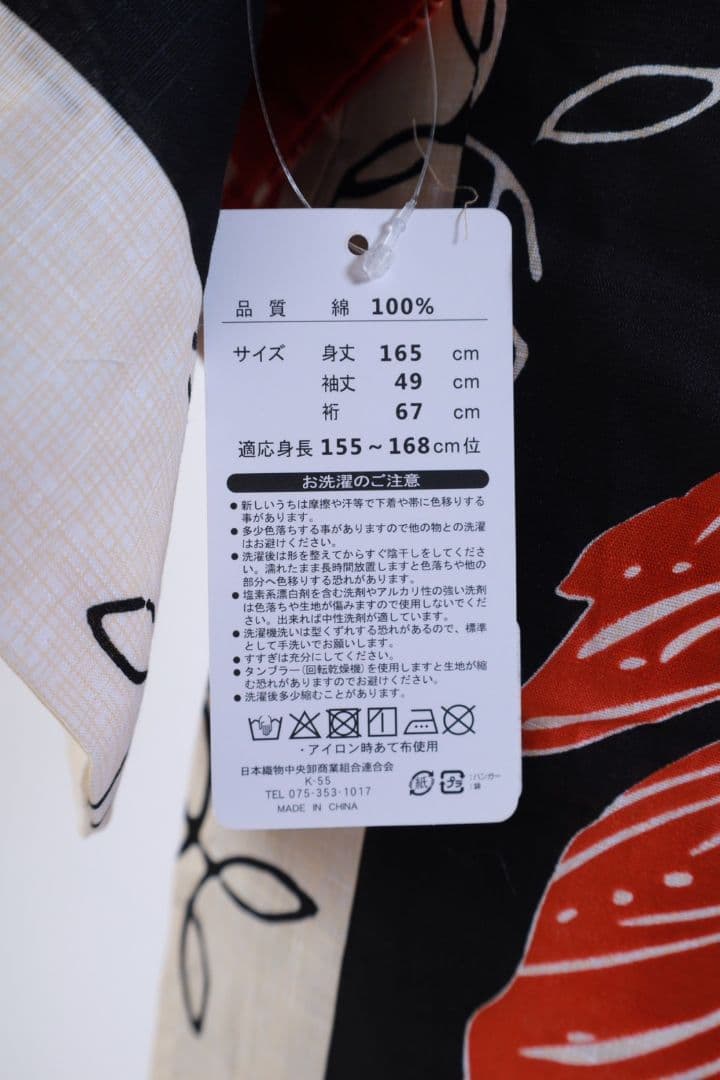 品 質 綿 100%
サイズ 身丈 165 cm
袖丈 49 cm
裄 67 cm
適応身長 155～168cm位
お洗濯のご注意
●新しいうちは摩擦や汗等で下着や帯に色移りする
事があります。
●多少色落ちする事がありますので他の物との洗濯
はお避けください。
●洗濯後は形を整えてからすぐ陰干しをしてくださ
い。濡れたまま長時間放置しますと色落ちや他の
部分へ色移りする恐れがあります。
●塩素系漂白剤を含む洗剤やアルカリ性の強い洗剤
は色落ちや生地が傷みますので使用しないでくだ
さい。出来れば中性洗剤が適しています。
●洗濯機洗いは型くずれする恐れがあるので、標準
として手洗いでお願いします。
●すすぎは充分にしてください。
●タンブラー(回転乾燥機)を使用しますと生地が縮
む恐れがありますのでお避けください。
●洗濯後多少縮むことがあります。
・アイロン時あて布使用
日本織物中央卸商業組合連合会
K-55
TEL 075-353-1017
MADE IN CHINA
紙 プラ :ハンガー
:袋